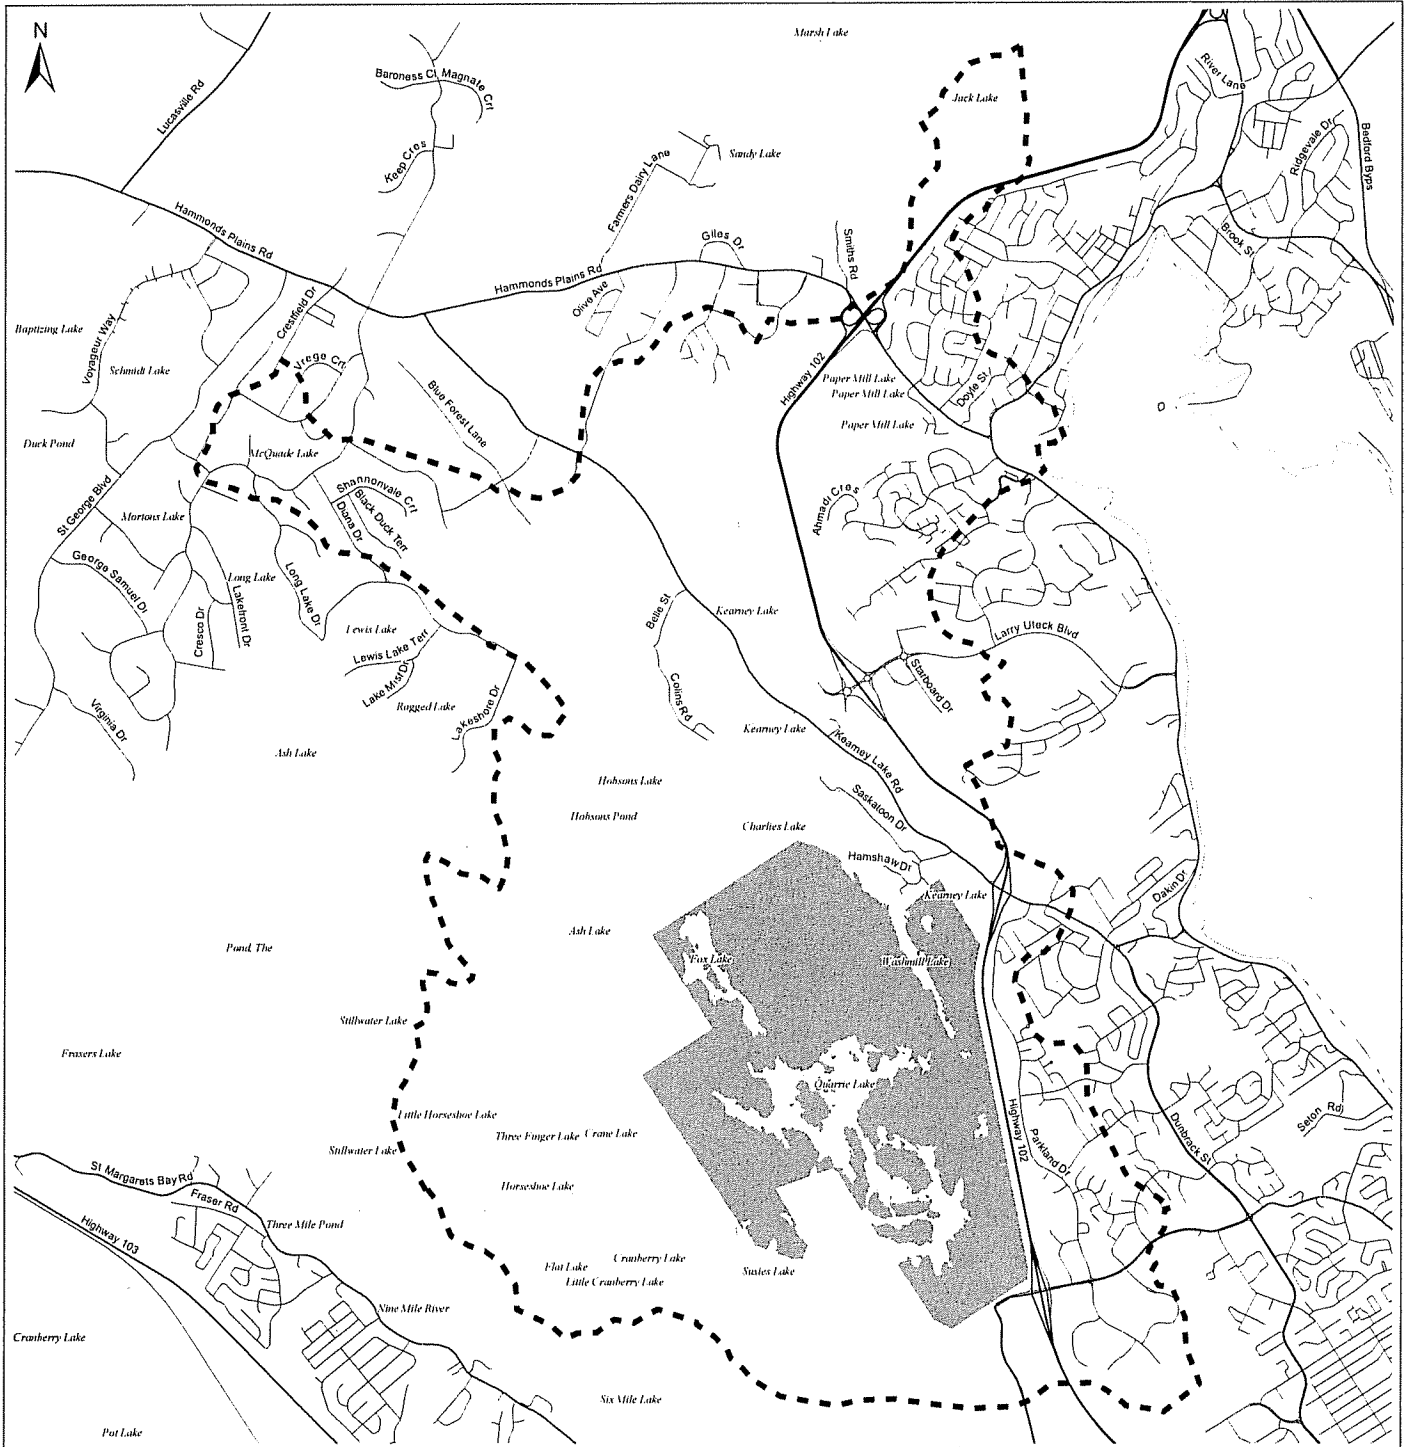 N
Marsh Lake
Jack Lake
River Lane
Baroness Cl
Magnate Crt
Lucasville Rd
Keep Cres
Sandy Lake
Farmers Dairy Lane
Ridgevale Dr
Bedford Byps
Hammonds Plains Rd
Giles Dr
Smiths Rd
Brook St
Hammonds Plains Rd
Olive Ave
Crestfield Dr
Baptizing Lake
Voyageur Way
Schmidt Lake
Vrege Crt
Highway 102
Paper Mill Lake
Paper Mill Lake
Doyle St
Blue Forest Lane
Paper Mill Lake
Duck Pond
McQuade Lake
Shannonvale Crt
Black Duck Terr
Diana Dr
Ahmadi Cres
St George Blvd
Mortons Lake
George Samuel Dr
Long Lake
Long Lake Dr
Lakefront Dr
Cresco Dr
Lewis Lake
Belle St
Kearney Lake
Larry Uteck Blvd
Lewis Lake Terr
Lake Mist Dr
Starboard Dr
Ragged Lake
Collins Rd
Virginia Dr
Lakeshore Dr
Kearney Lake
Kearney Lake Rd
Ash Lake
Hobsons Lake
Saskatoon Dr
Hobsons Pond
Charlies Lake
Hamshaw Dr
Kearney Lake
Dakin Dr
Ash Lake
Pond, The
Fox Lake
Washmill Lake
Stillwater Lake
Frasers Lake
Quarrie Lake
Little Horseshoe Lake
Three Finger Lake
Crane Lake
Highway 102
Parkland Dr
Dunbrack St
Seton Rd
Stillwater Lake
St Margarets Bay Rd
Horseshoe Lake
Fraser Rd
Three Mile Pond
Highway 103
Cranberry Lake
Flat Lake
Susies Lake
Little Cranberry Lake
Nine Mile River
Cranberry Lake
Six Mile Lake
Pot Lake